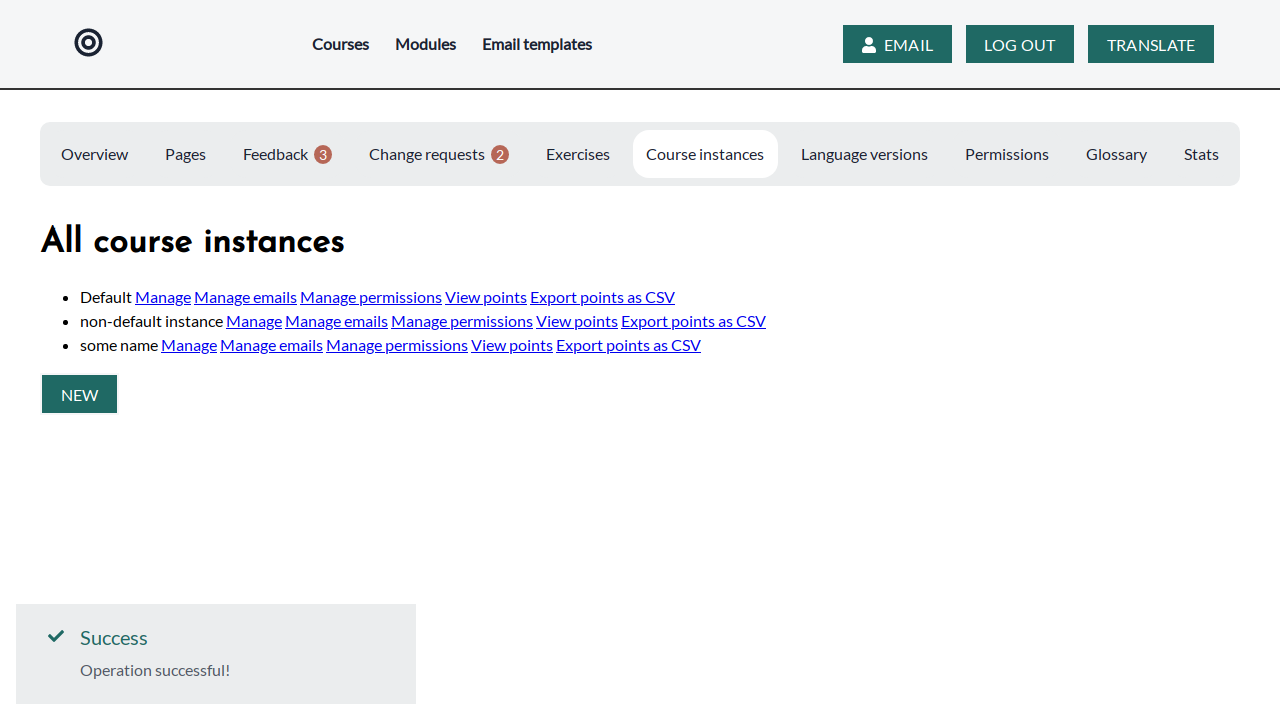 Courses Modules Email templates EMAIL LOG OUT TRANSLATE
Overview Pages Feedback 3 Change requests 2 Exercises Course instances Language versions Permissions Glossary Stats
All course instances
Default Manage Manage emails Manage permissions View points Export points as CSV
non-default instance Manage Manage emails Manage permissions View points Export points as CSV
some name Manage Manage emails Manage permissions View points Export points as CSV
NEW
Success
Operation successful!